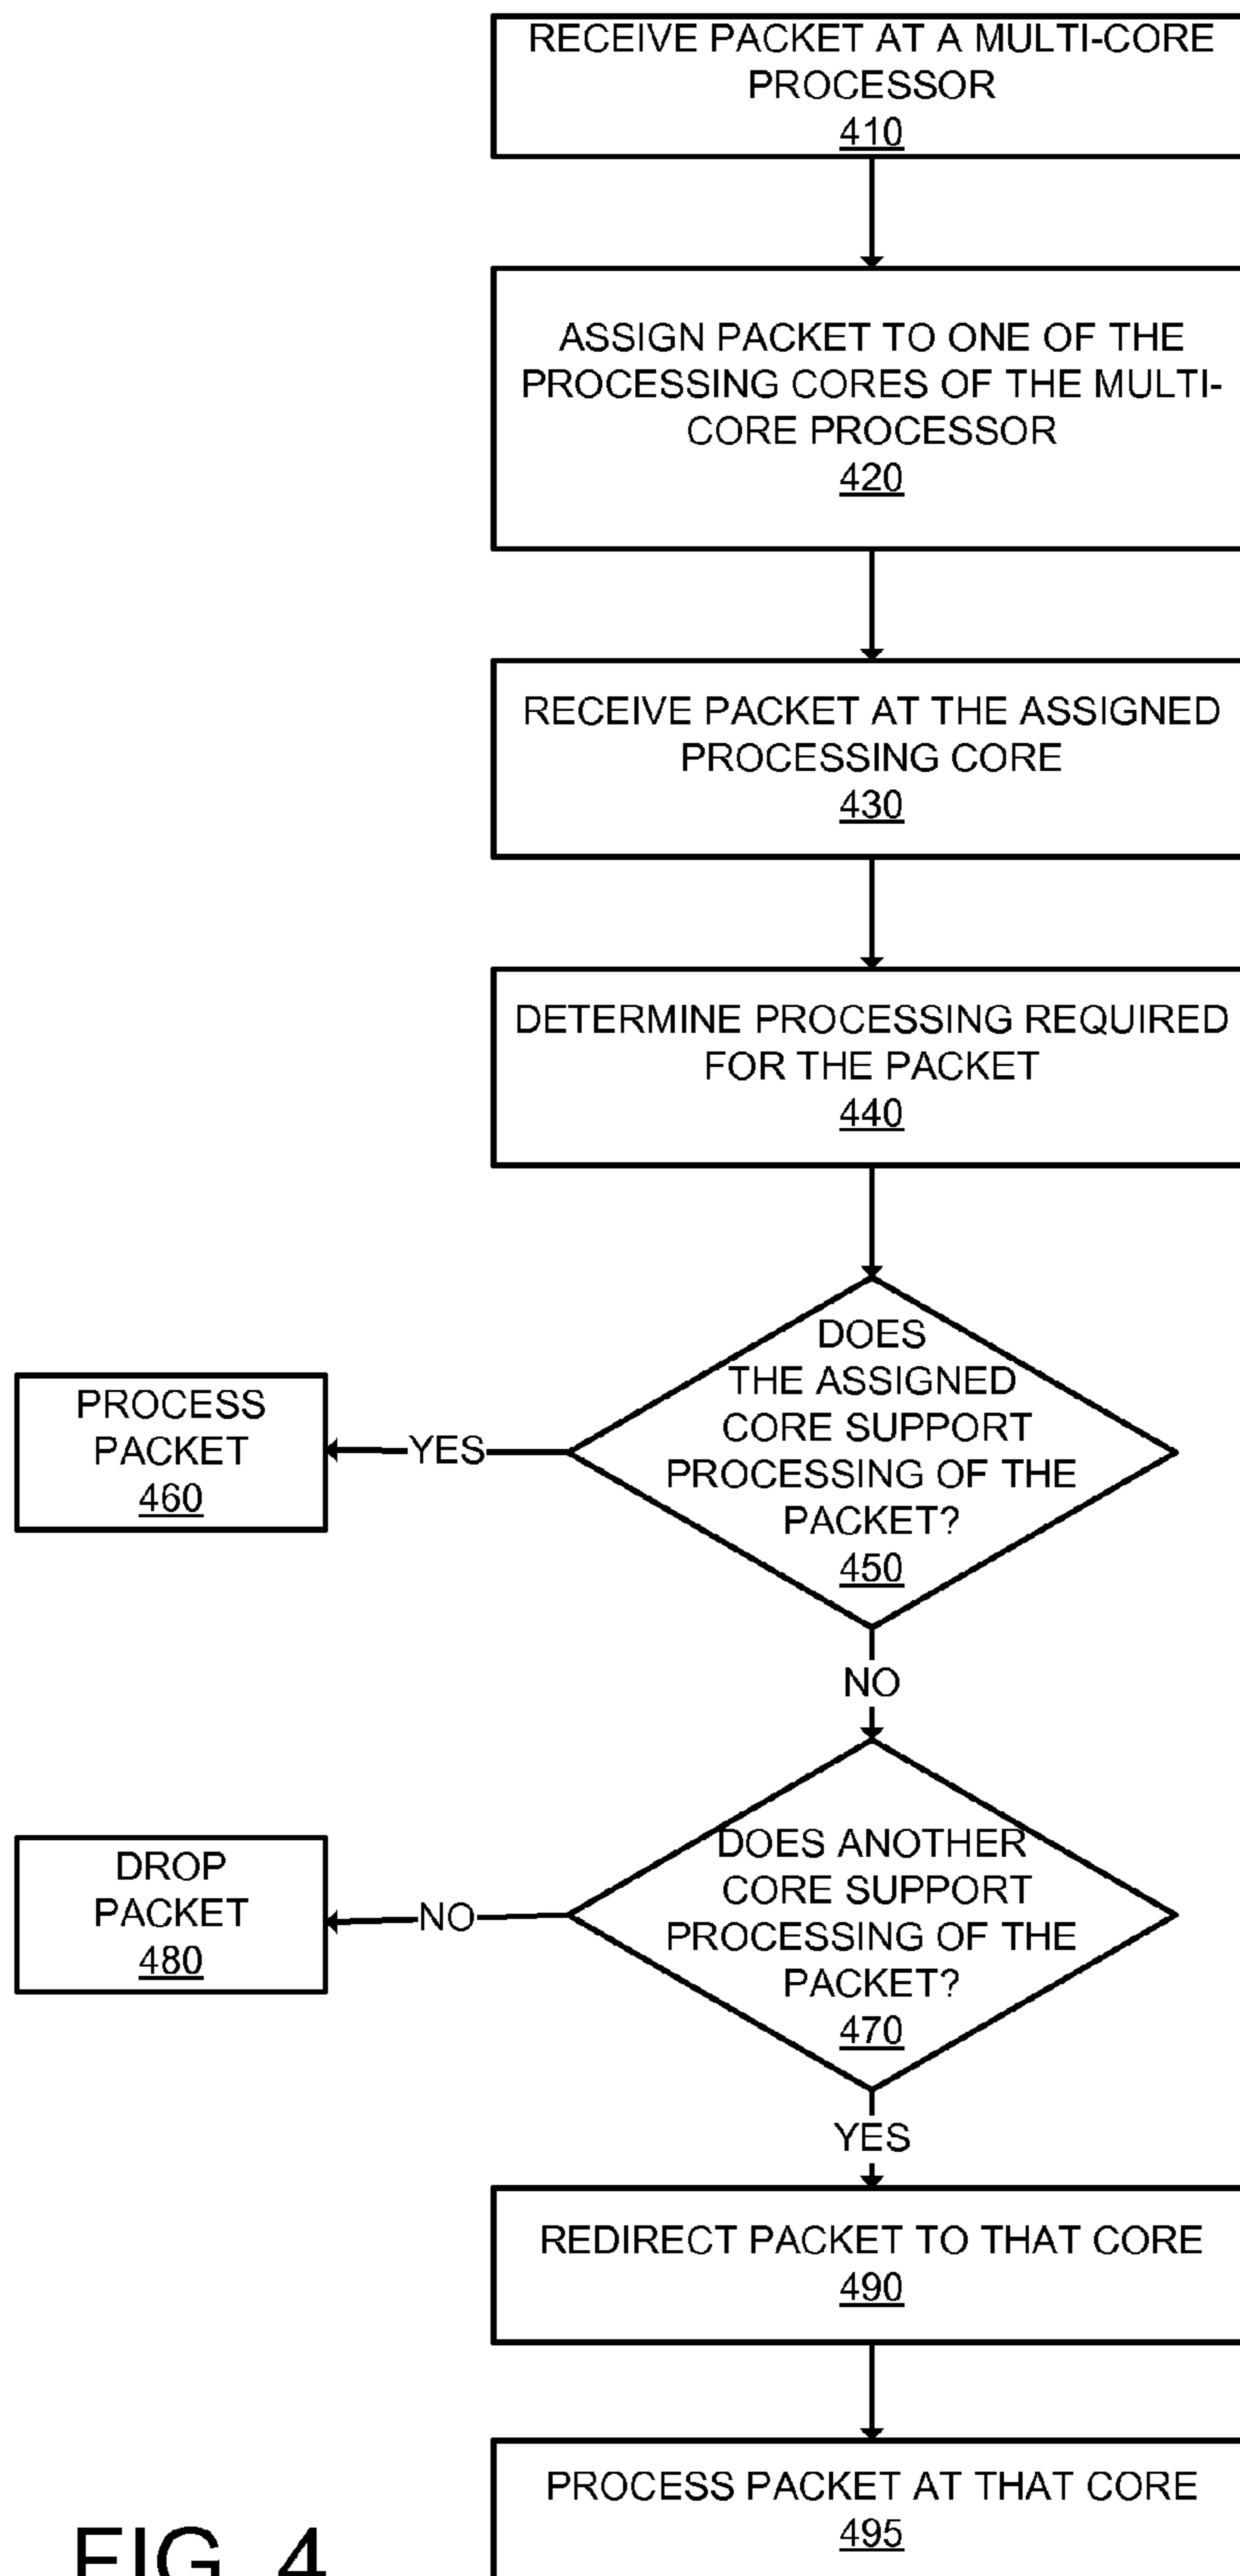 RECEIVE PACKET AT A MULTI-CORE
PROCESSOR
410
ASSIGN PACKET TO ONE OF THE
PROCESSING CORES OF THE MULTI-
CORE PROCESSOR
420
RECEIVE PACKET AT THE ASSIGNED
PROCESSING CORE
430
DETERMINE PROCESSING REQUIRED
FOR THE PACKET
440
DOES
THE ASSIGNED
CORE SUPPORT
PROCESSING OF THE
PACKET?
450
YES
PROCESS
PACKET
460
NO
DOES ANOTHER
CORE SUPPORT
PROCESSING OF THE
PACKET?
470
NO
DROP
PACKET
480
YES
REDIRECT PACKET TO THAT CORE
490
PROCESS PACKET AT THAT CORE
495
FIG. 4